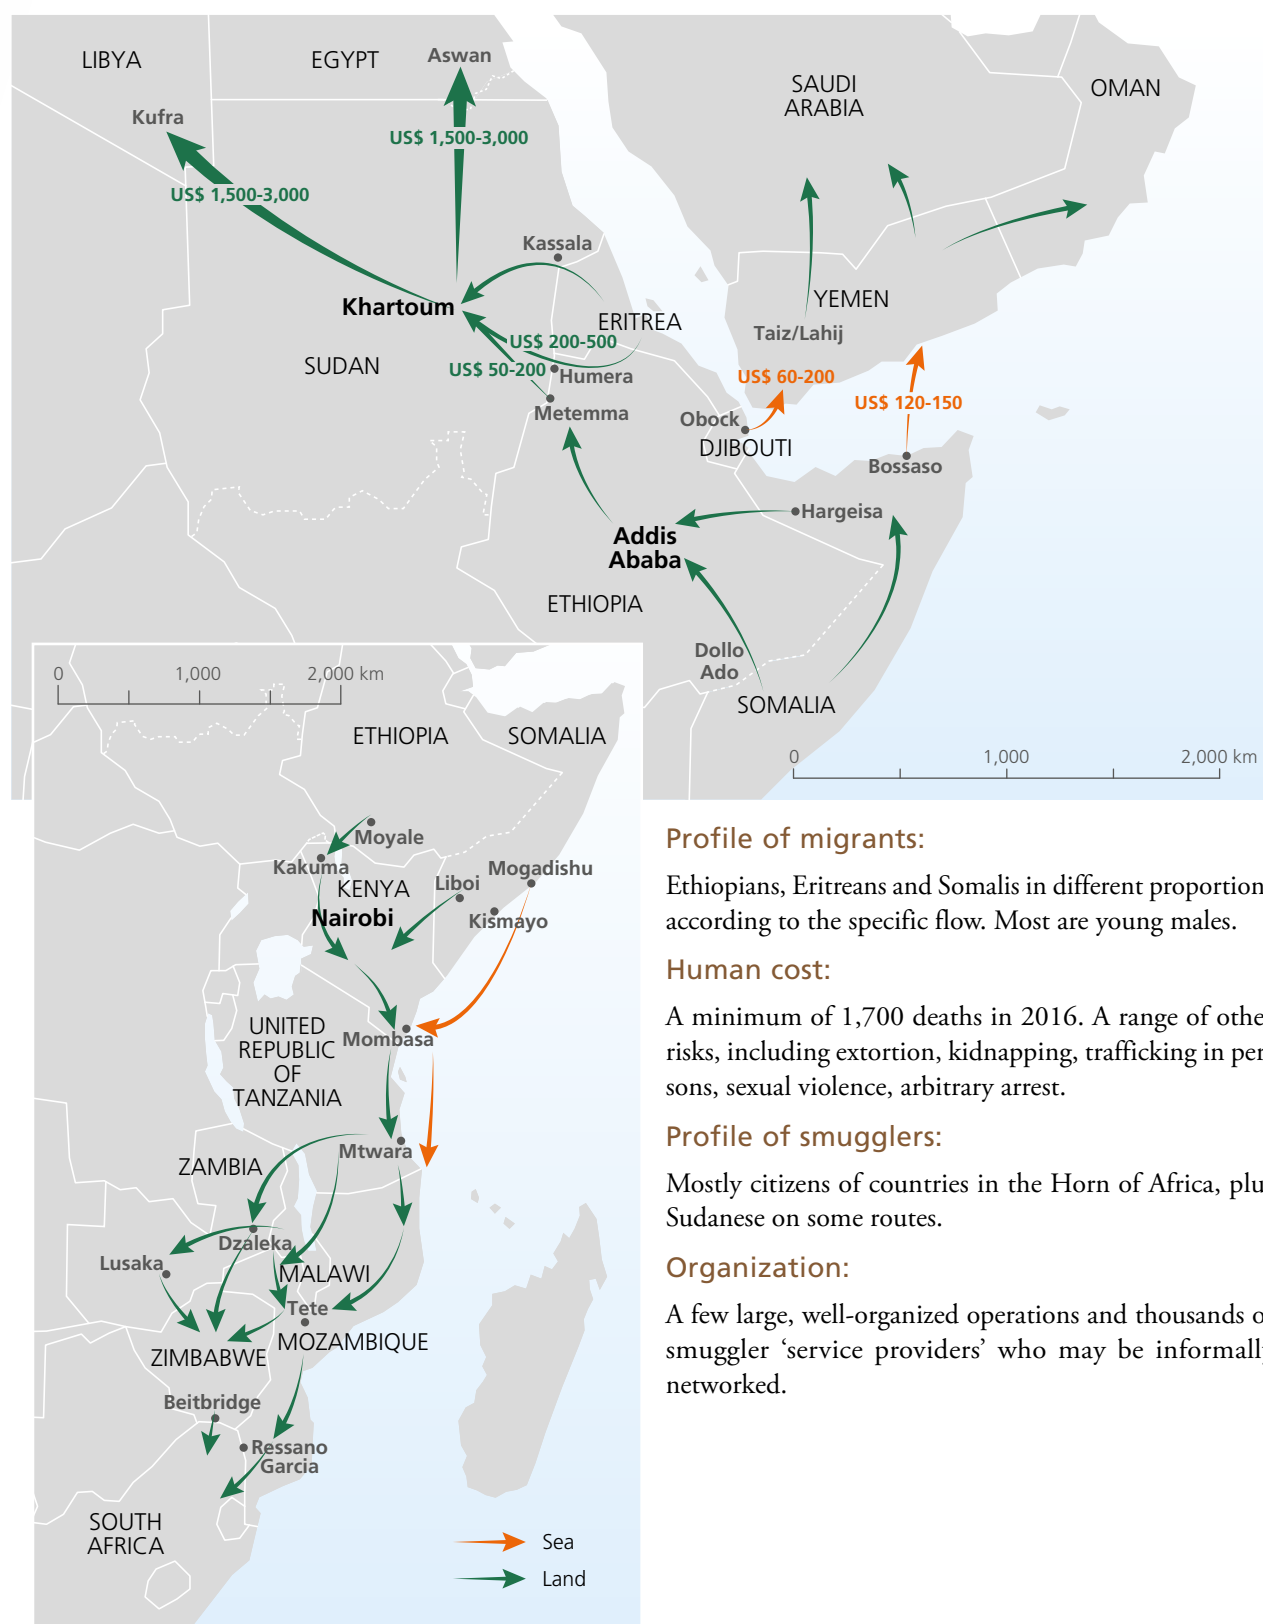 LIBYA
EGYPT
Aswan
SAUDI
ARABIA
OMAN
Kufra
US$ 1,500-3,000
US$ 1,500-3,000
Kassala
Khartoum
YEMEN
ERITREA
Taiz/Lahij
US$ 200-500
SUDAN
US$ 50-200
Humera
US$ 60-200
US$ 120-150
Metemma
Obock
DJIBOUTI
Bossaso
Hargeisa
Addis
Ababa
ETHIOPIA
Dollo
Ado
SOMALIA
0 1,000 2,000 km
0 1,000 2,000 km
ETHIOPIA
SOMALIA
Moyale
Kakuma
KENYA
Liboi
Mogadishu
Nairobi
Kismayo
UNITED
REPUBLIC
OF
TANZANIA
Mombasa
Mtwara
ZAMBIA
Dzaleka
Lusaka
MALAWI
Tete
MOZAMBIQUE
ZIMBABWE
Beitbridge
Ressano
Garcia
SOUTH
AFRICA
Sea
Land
Profile of migrants:
Ethiopians, Eritreans and Somalis in different proportion
according to the specific flow. Most are young males.
Human cost:
A minimum of 1,700 deaths in 2016. A range of othe
risks, including extortion, kidnapping, trafficking in per
sons, sexual violence, arbitrary arrest.
Profile of smugglers:
Mostly citizens of countries in the Horn of Africa, plu
Sudanese on some routes.
Organization:
A few large, well-organized operations and thousands o
smuggler ‘service providers’ who may be informally
networked.